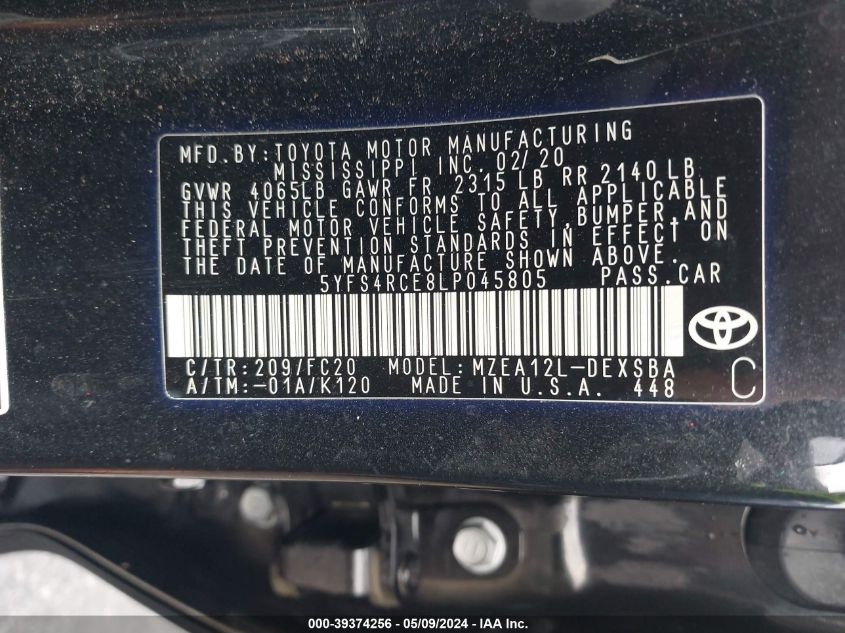 MFD.BY:TOYOTA MOTOR MANUFACTURING
MISSISSIPPI INC. 02/20
GVWR 4065LB GAWR FR 2315 LB RR 2140 LB
THIS VEHICLE CONFORMS TO ALL APPLICABLE
FEDERAL MOTOR VEHICLE SAFETY, BUMPER, AND
THEFT PREVENTION STANDARDS IN EFFECT ON
THE DATE OF MANUFACTURE SHOWN ABOVE.
5YFS4RCE8LP045805 PASS.CAR
C/TR:209/FC20 MODEL:MZEA12L-DEXSBA
A/TM:-01A/K120 MADE IN U.S.A. 448
C
000-39374256 - 05/09/2024 - IAA Inc.